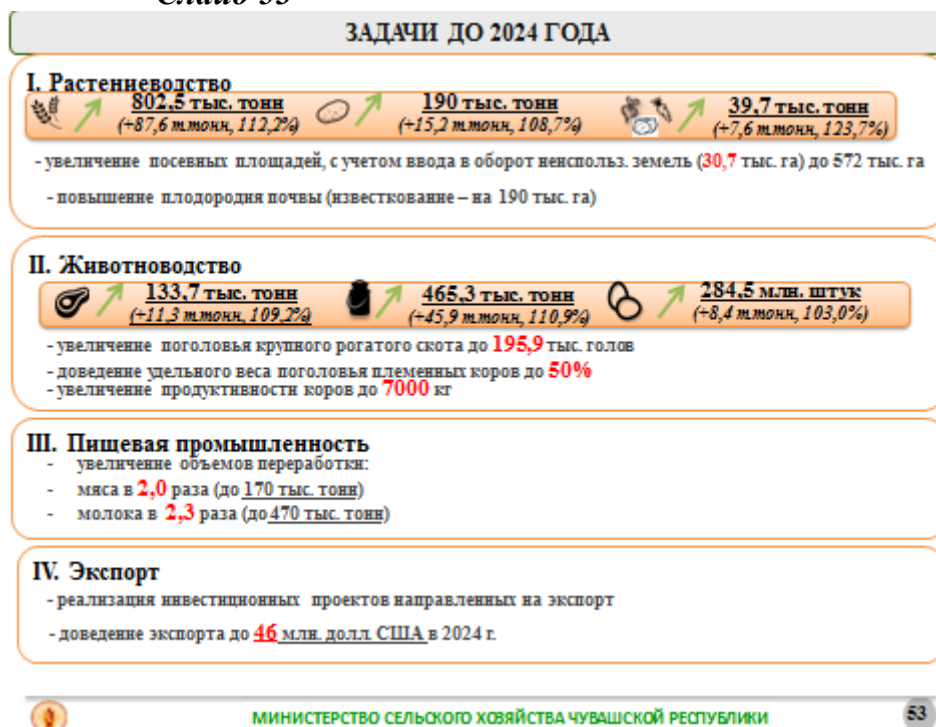 Слайд 53
ЗАДАЧИ ДО 2024 ГОДА
I. Растениеводство
802,5 тыс. тонн
(+87,6 т.тонн, 112,2%)
190 тыс. тонн
(+15,2 т.тонн, 108,7%)
39,7 тыс. тонн
(+7,6 т.тонн, 123,7%)
- увеличение посевных площадей, с учетом ввода в оборот неиспольз. земель (30,7 тыс. га) до 572 тыс. га
- повышение плодородия почвы (известкование – на 190 тыс. га)
II. Животноводство
133,7 тыс. тонн
(+11,3 т.тонн, 109,2%)
465,3 тыс. тонн
(+45,9 т.тонн, 110,9%)
284,5 млн. штук
(+8,4 т.тонн, 103,0%)
- увеличение поголовья крупного рогатого скота до 195,9 тыс. голов
- доведение удельного веса поголовья племенных коров до 50%
- увеличение продуктивности коров до 7000 кг
III. Пищевая промышленность
- увеличение объемов переработки:
- мяса в 2,0 раза (до 170 тыс. тонн)
- молока в 2,3 раза (до 470 тыс. тонн)
IV. Экспорт
- реализация инвестиционных проектов направленных на экспорт
- доведение экспорта до 46 млн. долл. США в 2024 г.
МИНИСТЕРСТВО СЕЛЬСКОГО ХОЗЯЙСТВА ЧУВАШСКОЙ РЕСПУБЛИКИ
53